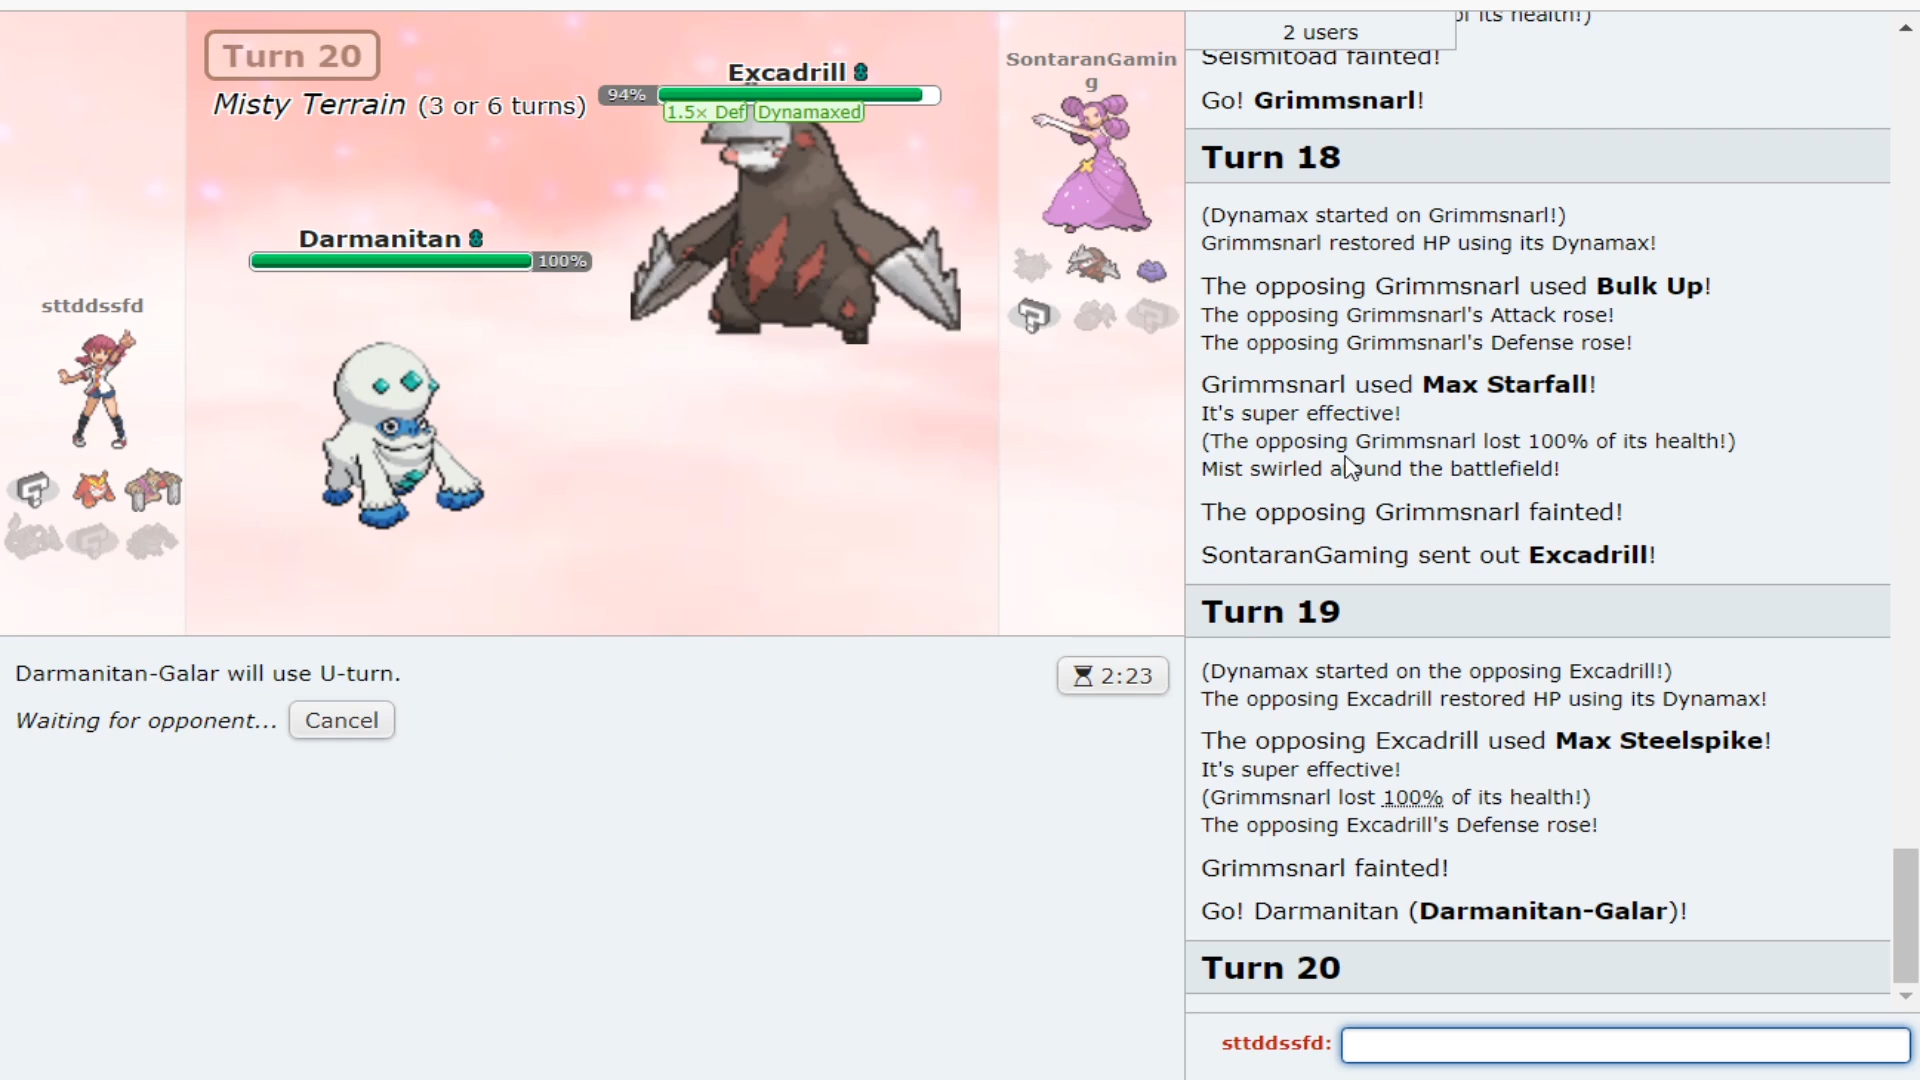 Turn 20
Misty Terrain (3 or 6 turns)
Excadrill
94%
1.5× Def Dynamaxed
Darmanitan
100%
sttddssfd
SontaranGamin
g
Darmanitan-Galar will use U-turn.
2:23
Waiting for opponent... Cancel
2 users
of its health!)
Seismitoad fainted!
Go! Grimmsnarl!
Turn 18
(Dynamax started on Grimmsnarl!)
Grimmsnarl restored HP using its Dynamax!
The opposing Grimmsnarl used Bulk Up!
The opposing Grimmsnarl's Attack rose!
The opposing Grimmsnarl's Defense rose!
Grimmsnarl used Max Starfall!
It's super effective!
(The opposing Grimmsnarl lost 100% of its health!)
Mist swirled around the battlefield!
The opposing Grimmsnarl fainted!
SontaranGaming sent out Excadrill!
Turn 19
(Dynamax started on the opposing Excadrill!)
The opposing Excadrill restored HP using its Dynamax!
The opposing Excadrill used Max Steelspike!
It's super effective!
(Grimmsnarl lost 100% of its health!)
The opposing Excadrill's Defense rose!
Grimmsnarl fainted!
Go! Darmanitan (Darmanitan-Galar)!
Turn 20
sttddssfd: